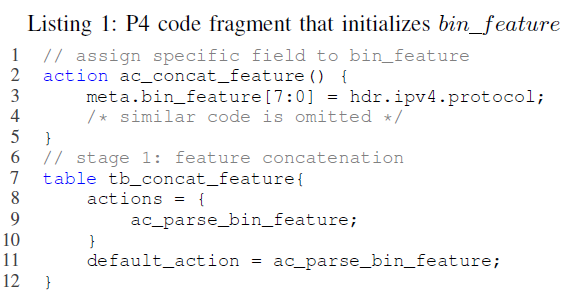 Listing 1: P4 code fragment that initializes bin_feature
1 // assign specific field to bin_feature
2 action ac_concat_feature() {
3 meta.bin_feature[7:0] = hdr.ipv4.protocol;
4 /* similar code is omitted */
5 }
6 // stage 1: feature concatenation
7 table tb_concat_feature{
8 actions = {
9 ac_parse_bin_feature;
10 }
11 default_action = ac_parse_bin_feature;
12 }